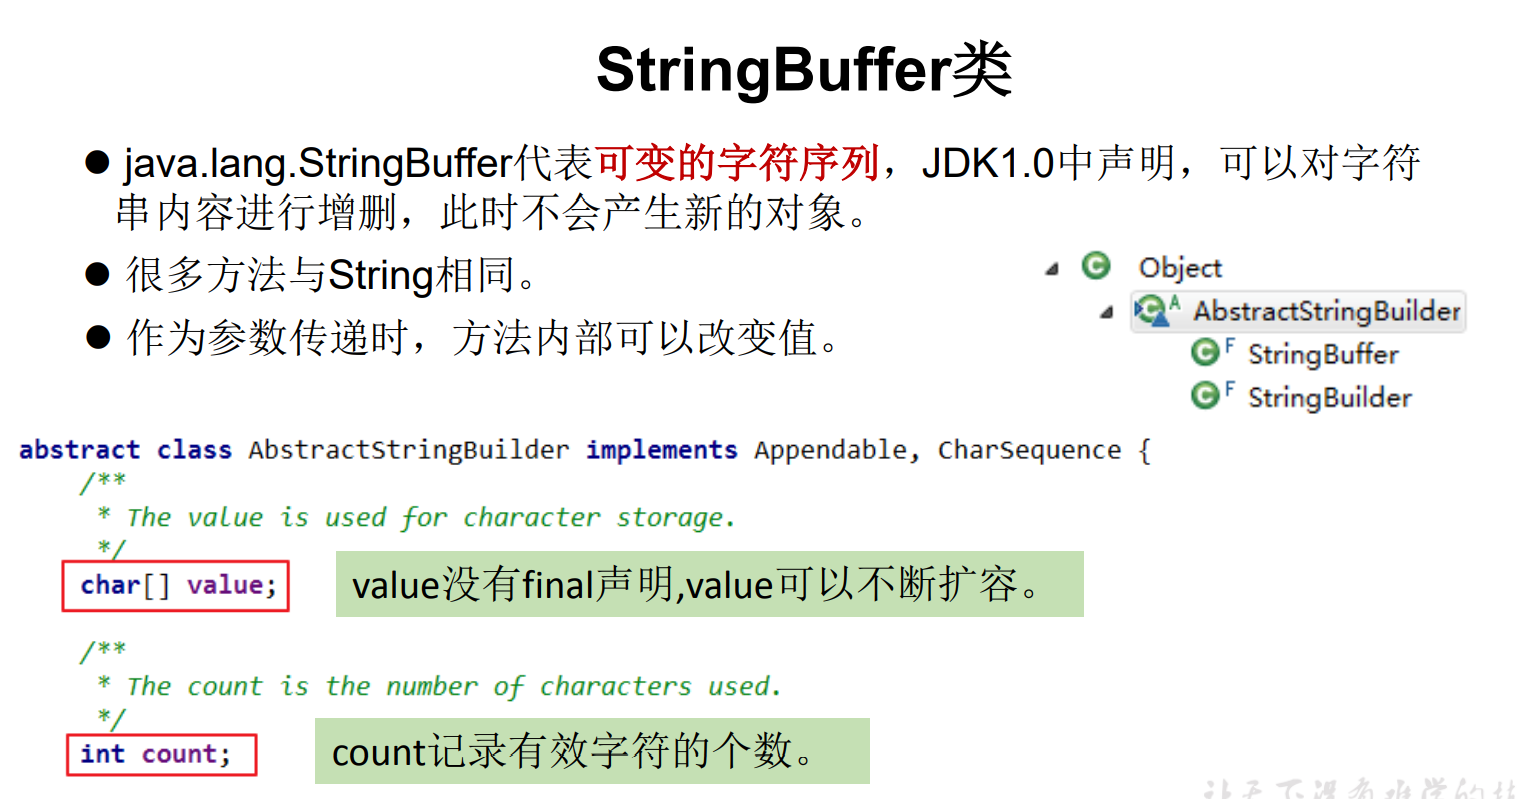 StringBuffer类
● java.lang.StringBuffer代表可变的字符序列，JDK1.0中声明，可以对字符
串内容进行增删，此时不会产生新的对象。
● 很多方法与String相同。
● 作为参数传递时，方法内部可以改变值。
Object
AbstractStringBuilder
StringBuffer
StringBuilder
abstract class AbstractStringBuilder implements Appendable, CharSequence {
/**
* The value is used for character storage.
*/
char[] value;
value没有final声明,value可以不断扩容。
/**
* The count is the number of characters used.
*/
int count;
count记录有效字符的个数。